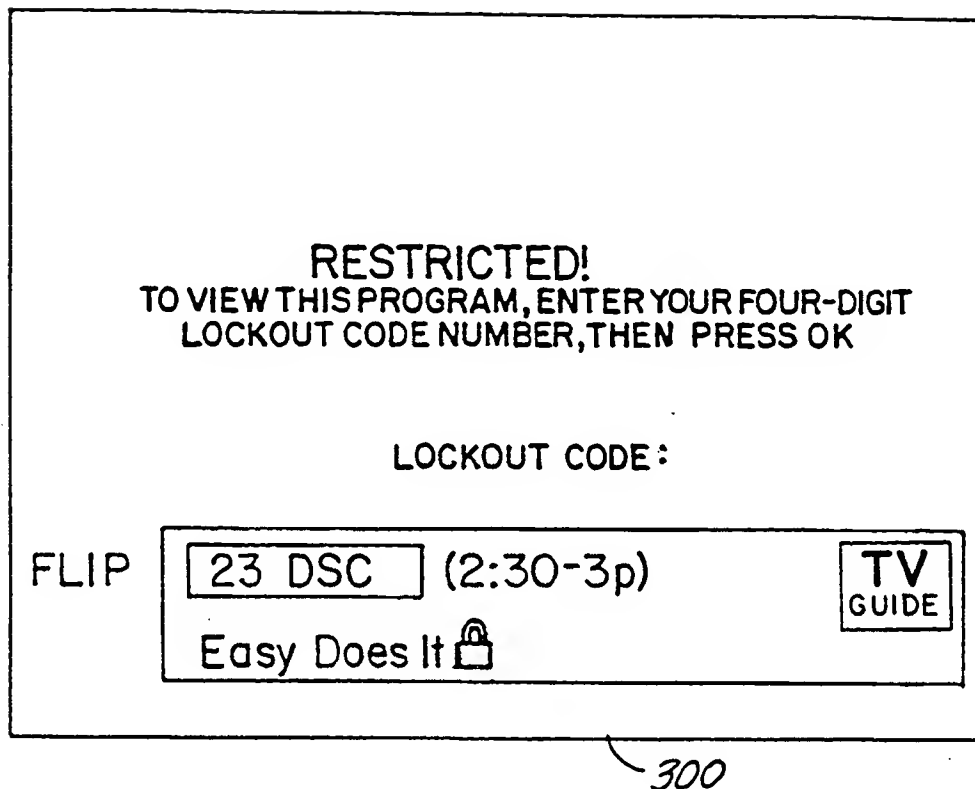 RESTRICTED!
TO VIEW THIS PROGRAM, ENTER YOUR FOUR-DIGIT
LOCKOUT CODE NUMBER, THEN PRESS OK
LOCKOUT CODE:
FLIP 23 DSC (2:30-3p) TV
GUIDE
Easy Does It
300